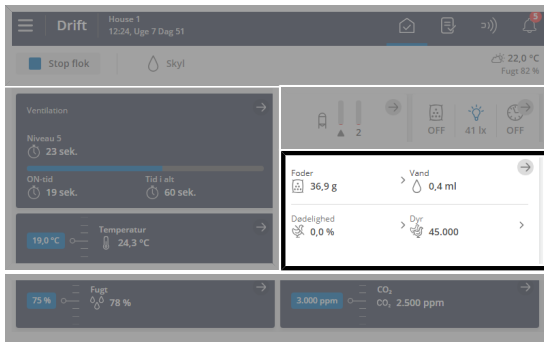 Drift
House 1
12:24, Uge 7 Dag 51
5
Stop flok
Skyl
22,0 °C
Fugt 82 %
Ventilation
Niveau 5
23 sek.
ON-tid
19 sek.
Tid i alt
60 sek.
2
OFF
41 lx
OFF
Foder
36,9 g
Vand
0,4 ml
Dødelighed
0,0 %
Dyr
45.000
19,0 °C
Temperatur
24,3 °C
75 %
Fugt
78 %
3.000 ppm
CO₂
CO₂ 2.500 ppm